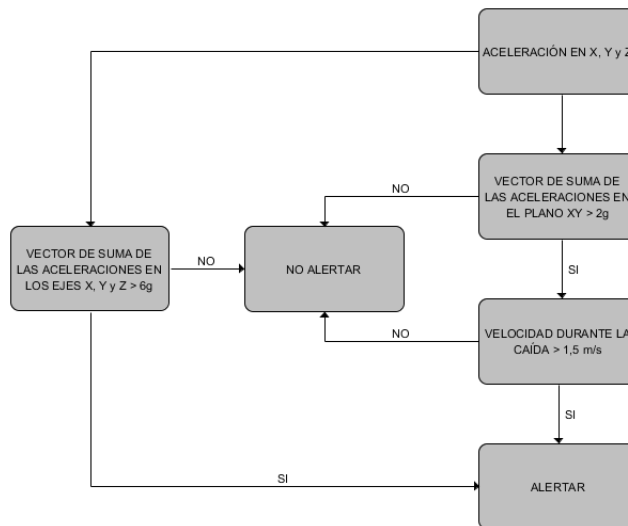 ACELERACIÓN EN X, Y y Z
NO
VECTOR DE SUMA DE
LAS ACELERACIONES EN
EL PLANO XY > 2g
VECTOR DE SUMA DE
LAS ACELERACIONES EN
LOS EJES X, Y y Z > 6g
NO
NO ALERTAR
SI
NO
VELOCIDAD DURANTE LA
CAÍDA > 1,5 m/s
SI
SI
ALERTAR